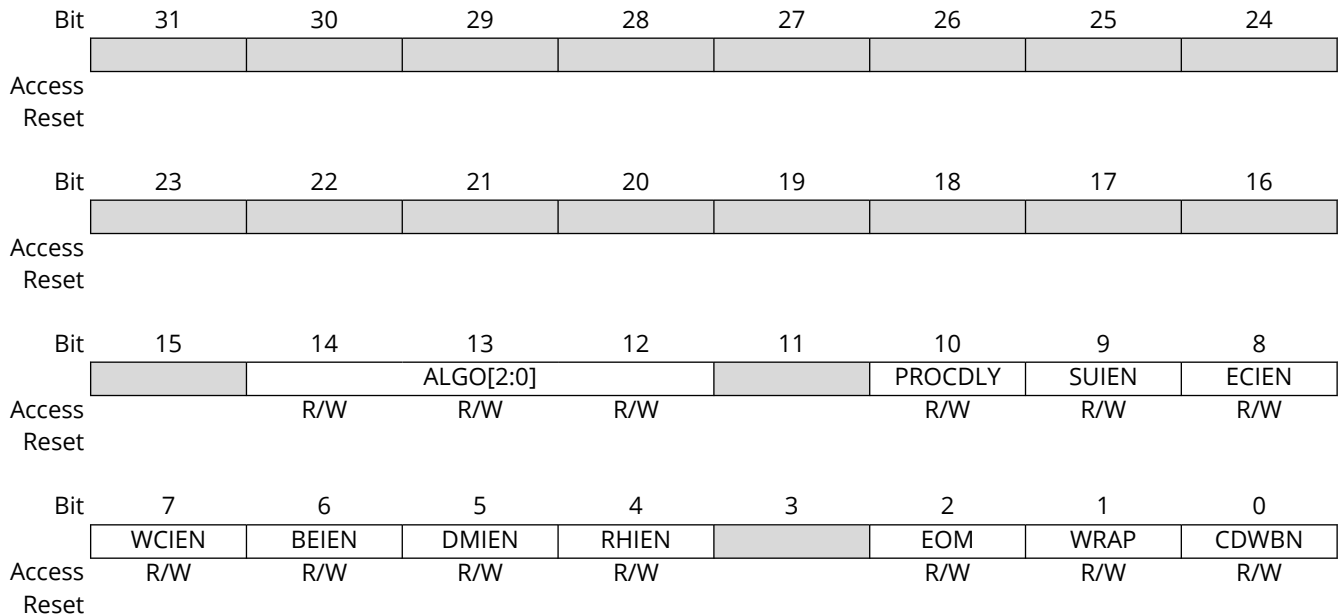 Bit 31 30 29 28 27 26 25 24
Access
Reset
Bit 23 22 21 20 19 18 17 16
Access
Reset
Bit 15 14 13 12 11 10 9 8
ALGO[2:0] PROCDLY SUIEN ECIEN
Access R/W R/W R/W R/W R/W R/W
Reset
Bit 7 6 5 4 3 2 1 0
WCIEN BEIEN DMIEN RHIEN EOM WRAP CDWBN
Access R/W R/W R/W R/W R/W R/W R/W
Reset